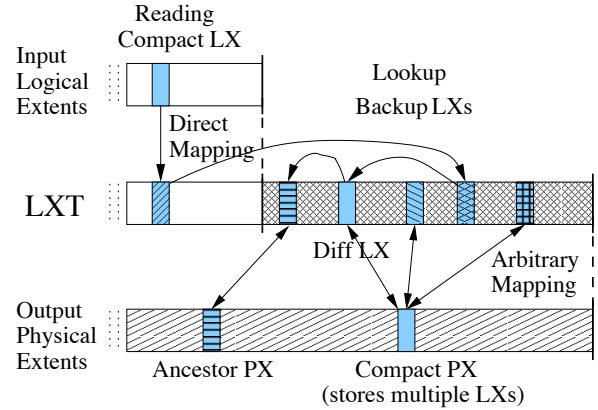 Reading
Compact LX
Input
Logical
Extents
Lookup
Backup LXs
Direct
Mapping
LXT
Diff LX
Arbitrary
Mapping
Output
Physical
Extents
Ancestor PX
Compact PX
(stores multiple LXs)